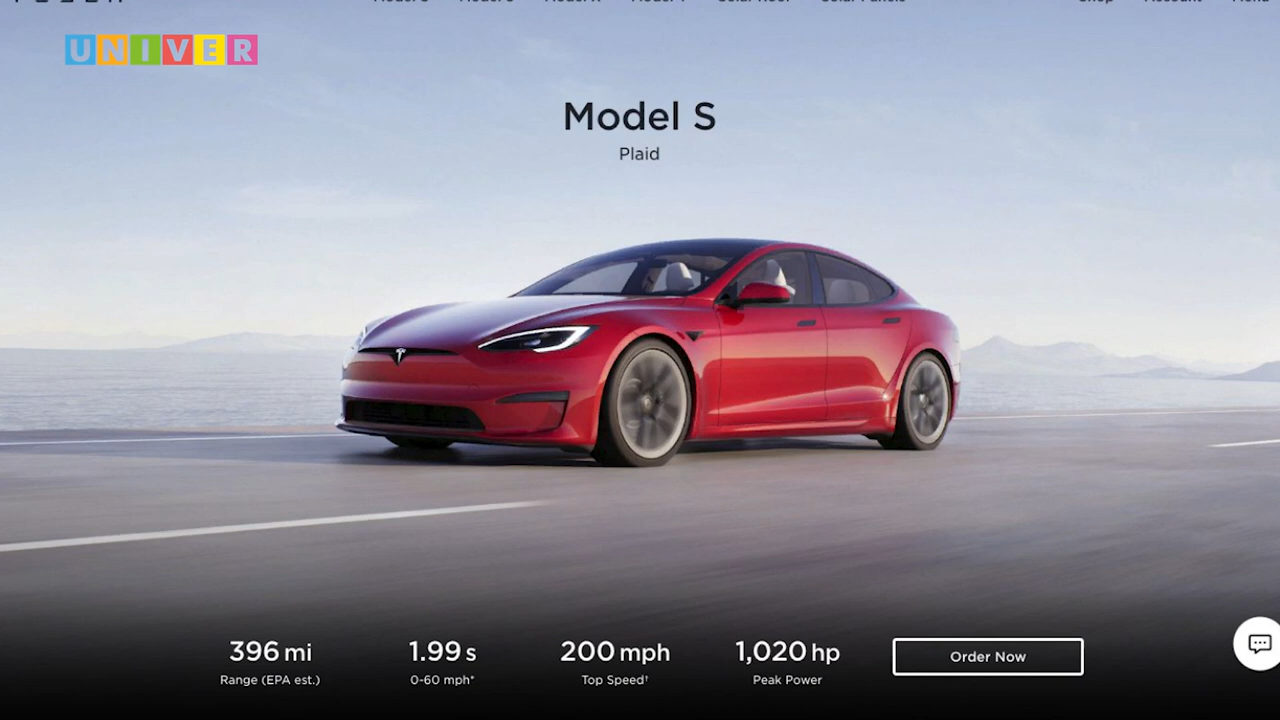 UNIVER
Model S
Plaid
396 mi
Range (EPA est.)
1.99 s
0-60 mph*
200 mph
Top Speed†
1,020 hp
Peak Power
Order Now